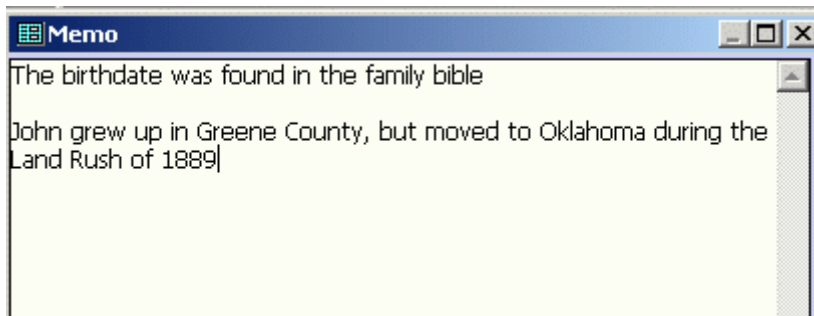 Memo
The birthdate was found in the family bible
John grew up in Greene County, but moved to Oklahoma during the
Land Rush of 1889